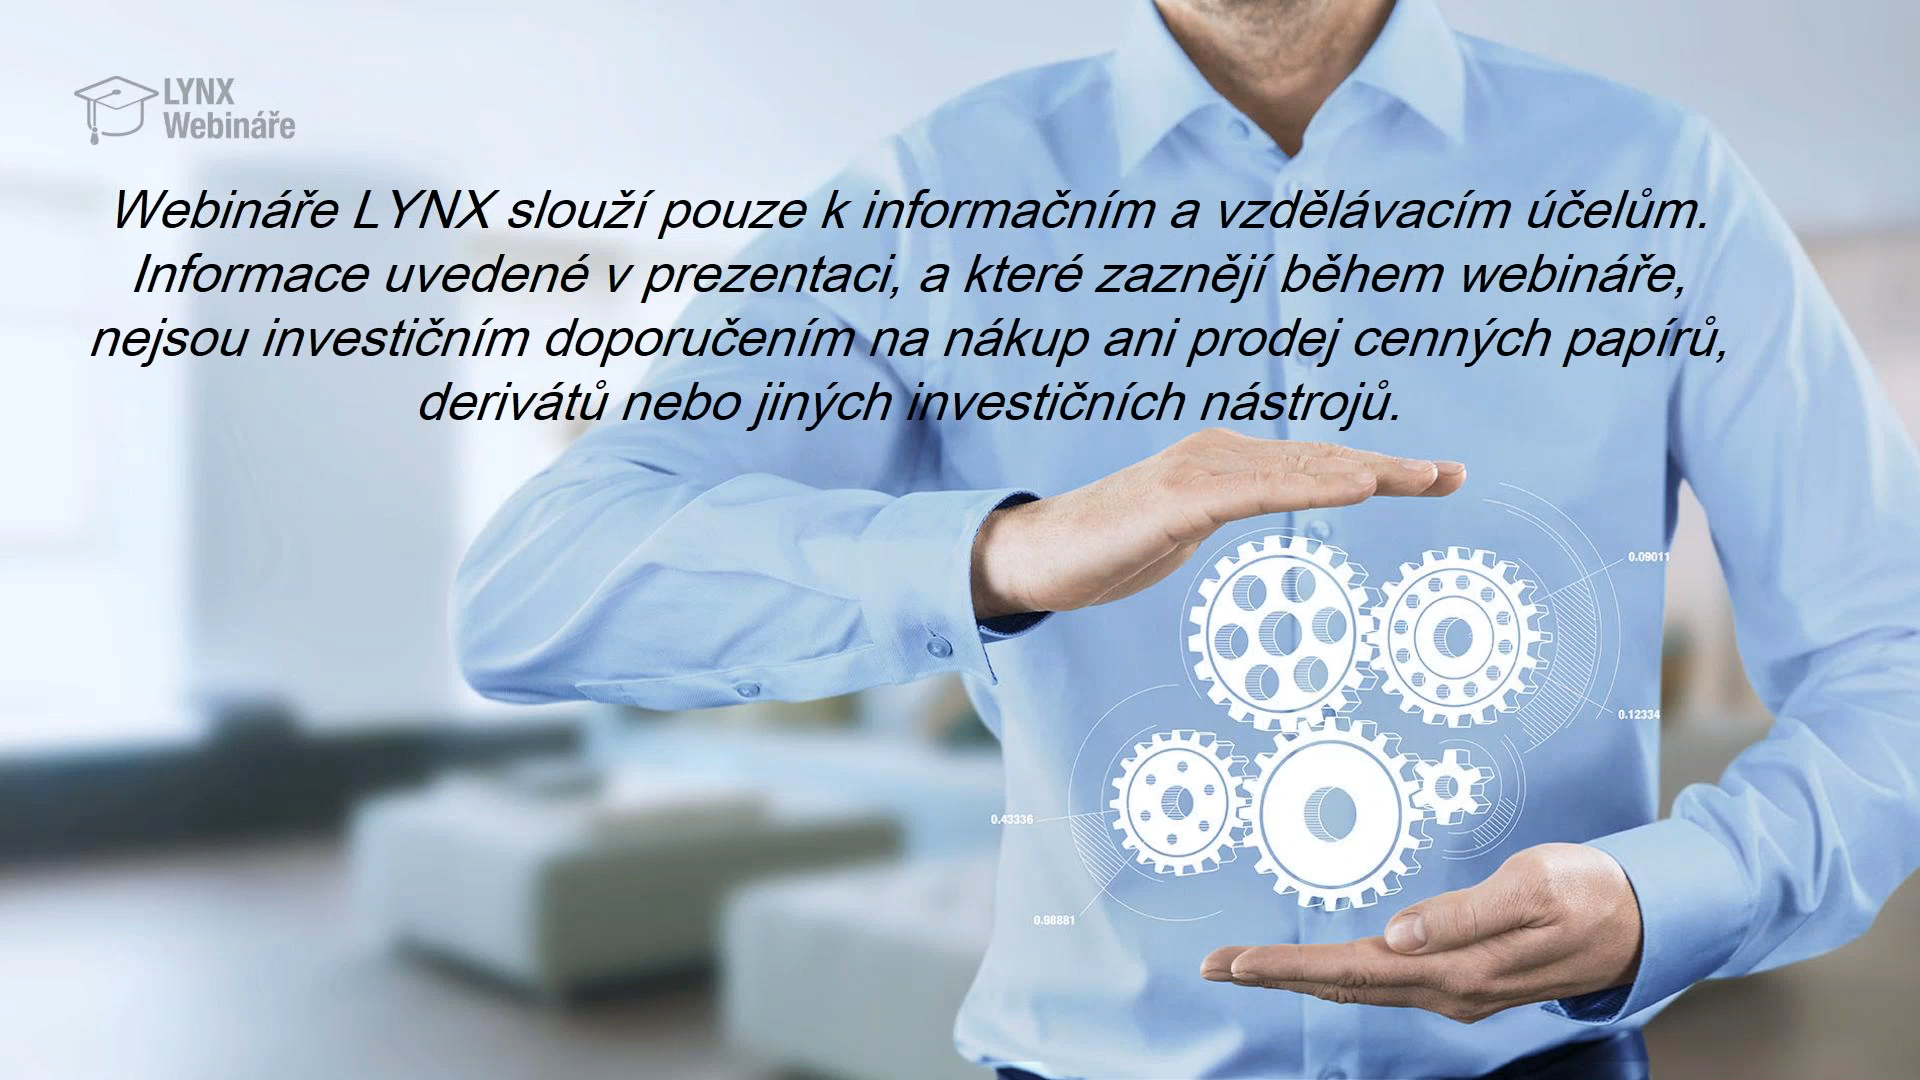 LYNX
Webináře
Webináře LYNX slouží pouze k informačním a vzdělávacím účelům.
Informace uvedené v prezentaci, a které zaznějí během webináře,
nejsou investičním doporučením na nákup ani prodej cenných papírů,
derivátů nebo jiných investičních nástrojů.
0.09011
0.12334
0.43336
0.98881